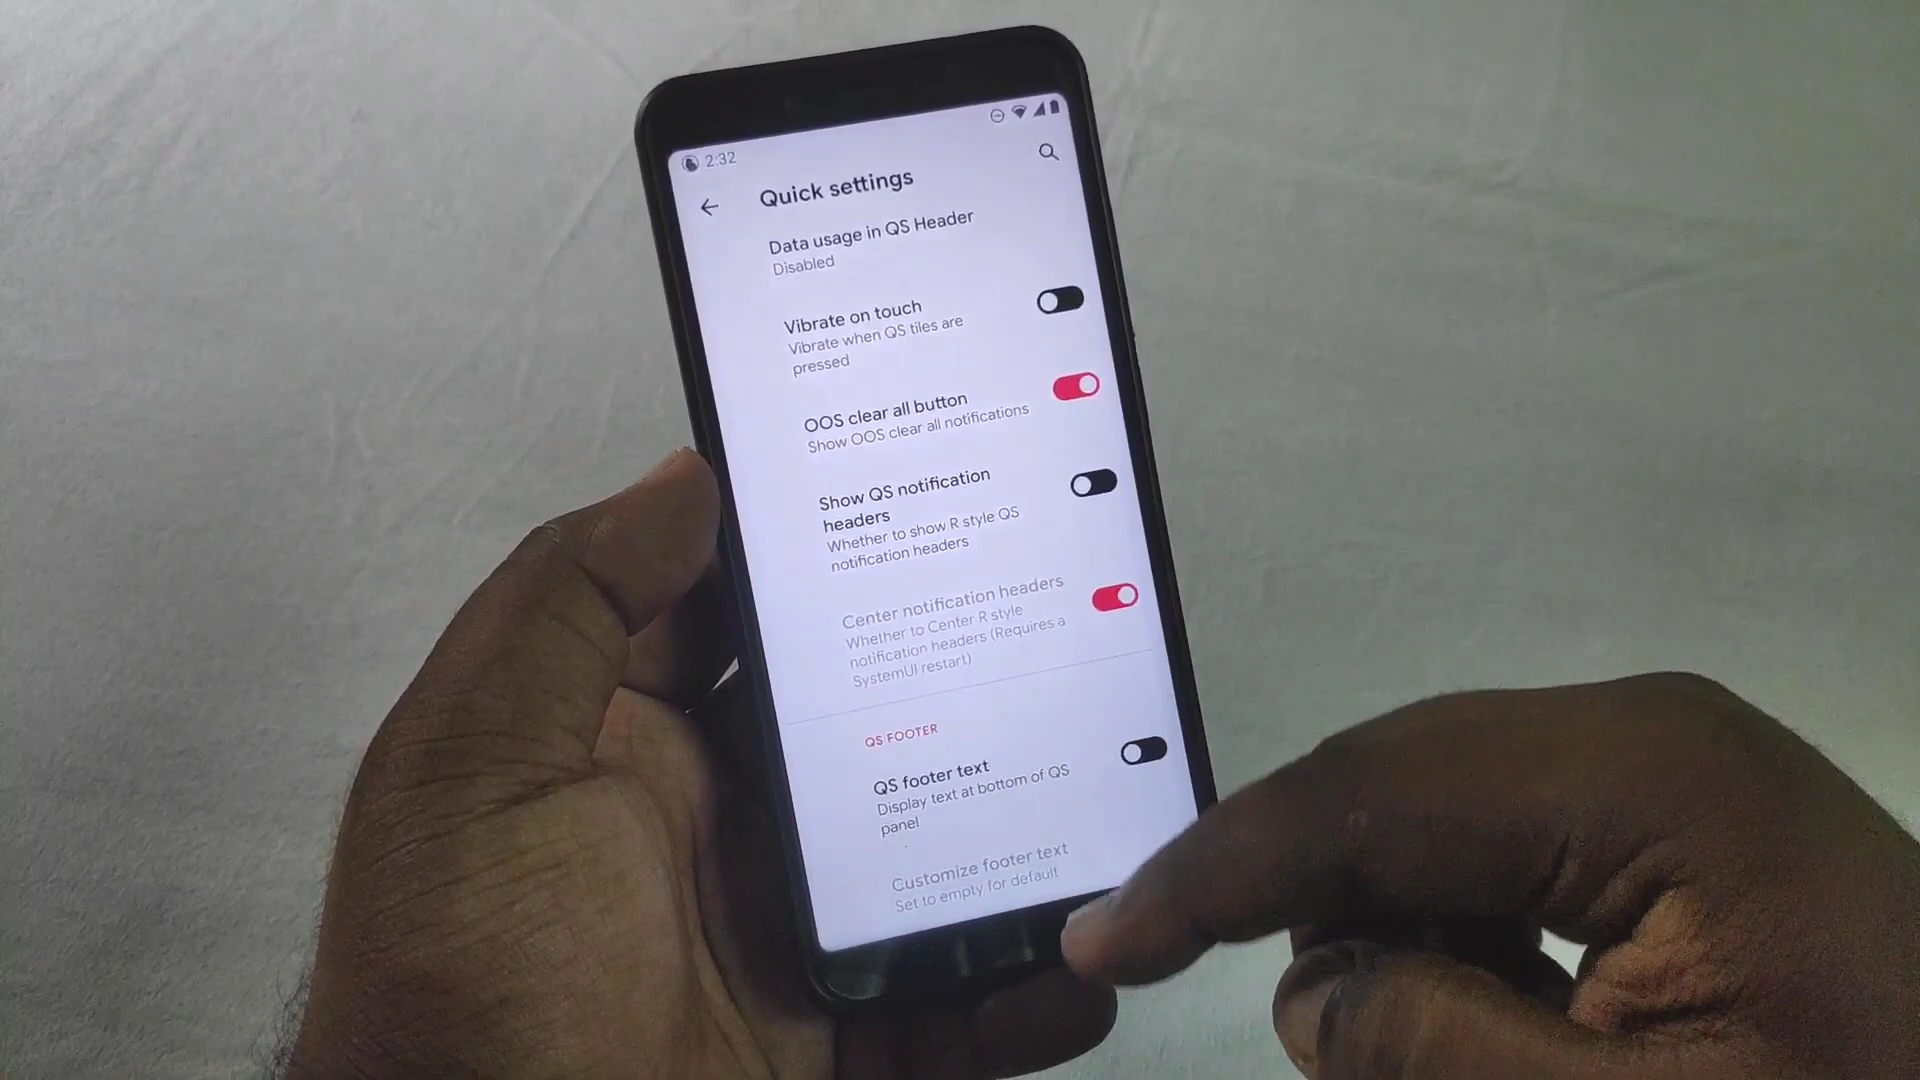 2:32
Quick settings
Data usage in QS Header
Disabled
Vibrate on touch
Vibrate when QS tiles are
pressed
OOS clear all button
Show OOS clear all notifications
Show QS notification
headers
Whether to show R style QS
notification headers
Center notification headers
Whether to Center R style
notification headers (Requires a
SystemUI restart)
QS FOOTER
QS footer text
Display text at bottom of QS
panel
Customize footer text
Set to empty for default